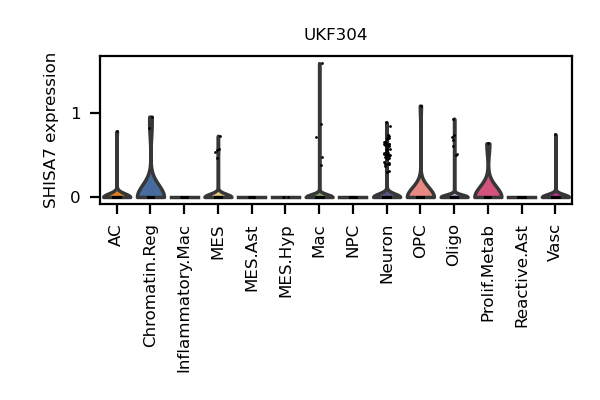 UKF304
SHISA7 expression
1
0
AC
Chromatin.Reg
Inflammatory.Mac
MES
MES.Ast
MES.Hyp
Mac
NPC
Neuron
OPC
Oligo
Prolif.Metab
Reactive.Ast
Vasc